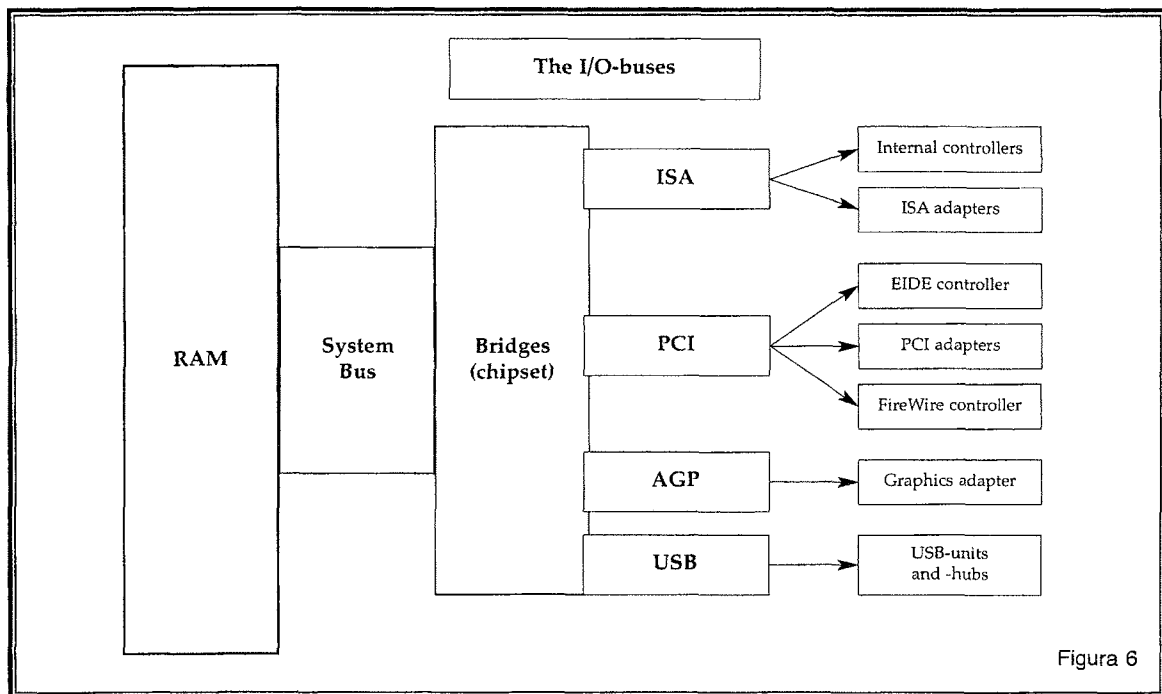 The I/O-buses
RAM
System
Bus
Bridges
(chipset)
ISA
Internal controllers
ISA adapters
PCI
EIDE controller
PCI adapters
FireWire controller
AGP
Graphics adapter
USB
USB-units
and -hubs
Figura 6